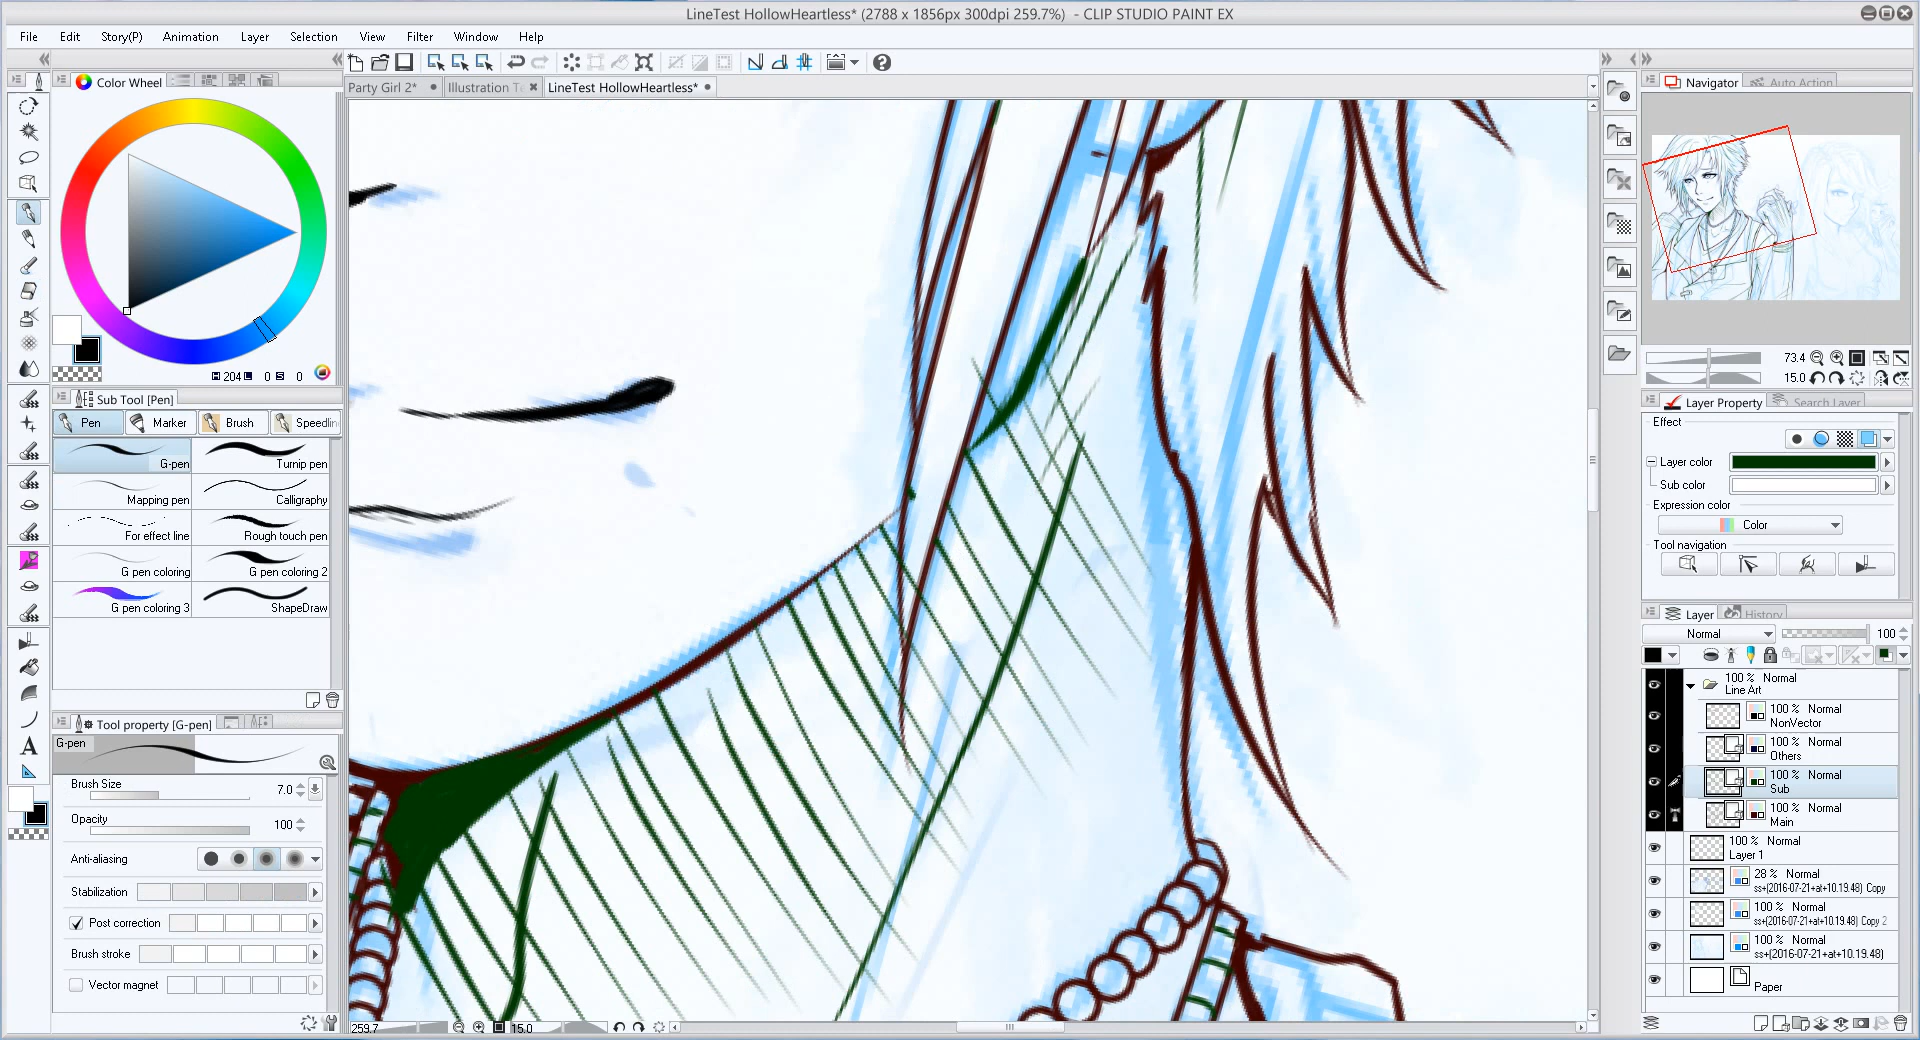 LineTest HollowHeartless* (2788 x 1856px 300dpi 259.7%) - CLIP STUDIO PAINT EX
File Edit Story(P) Animation Layer Selection View Filter Window Help
Color Wheel
Party Girl 2* Illustration Te LineTest HollowHeartless*
Navigator Auto Action
H 204 L 0 S 0
73.4
15.0
Sub Tool [Pen]
Pen Marker Brush Speedlin
G-pen Turnip pen
Mapping pen Calligraphy
For effect line Rough touch pen
G pen coloring G pen coloring 2
G pen coloring 3 ShapeDraw
Tool property [G-pen]
G-pen
Brush Size 7.0
Opacity 100
Anti-aliasing
Stabilization
Post correction
Brush stroke
Vector magnet
259.7 15.0
Layer Property Search Layer
Effect
Layer color
Sub color
Expression color
Color
Tool navigation
Layer History
Normal 100
100 % Normal
Line Art
100 % Normal
NonVector
100 % Normal
Others
100 % Normal
Sub
100 % Normal
Main
100 % Normal
Layer 1
28 % Normal
ss+(2016-07-21+at+10.19.48) Copy
100 % Normal
ss+(2016-07-21+at+10.19.48) Copy 2
100 % Normal
ss+(2016-07-21+at+10.19.48)
Paper
A